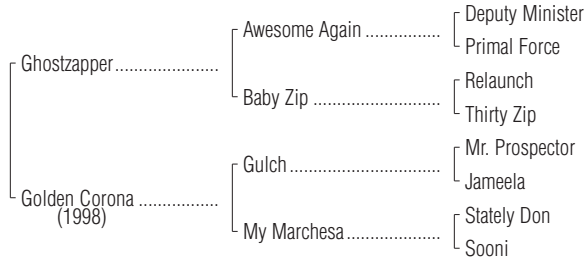 Deputy Minister
Awesome Again ................
Primal Force
Ghostzapper......................
Relaunch
Baby Zip ...........................
Thirty Zip
Mr. Prospector
Gulch................................
Jameela
Golden Corona .................
(1998)
Stately Don
My Marchesa....................
Sooni